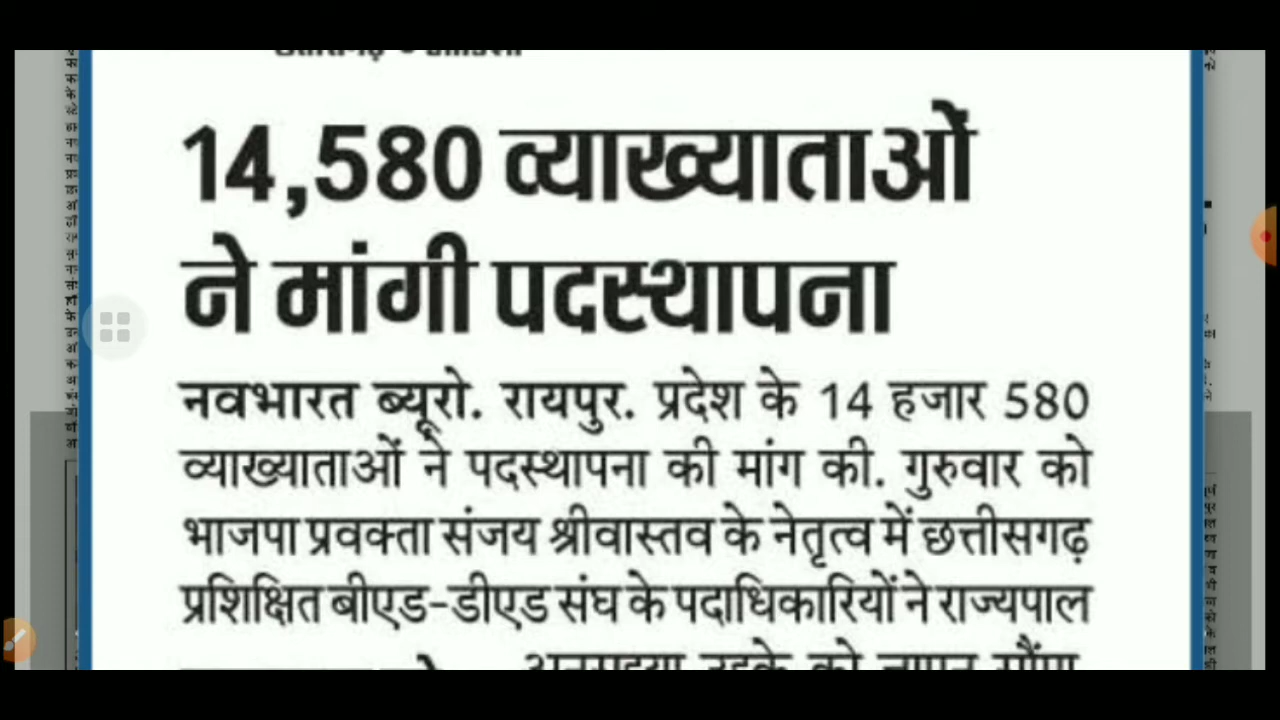 14,580 व्याख्याताओं
ने मांगी पदस्थापना
नवभारत ब्यूरो. रायपुर. प्रदेश के 14 हजार 580
व्याख्याताओं ने पदस्थापना की मांग की. गुरुवार को
भाजपा प्रवक्ता संजय श्रीवास्तव के नेतृत्व में छत्तीसगढ़
प्रशिक्षित बीएड-डीएड संघ के पदाधिकारियों ने राज्यपाल